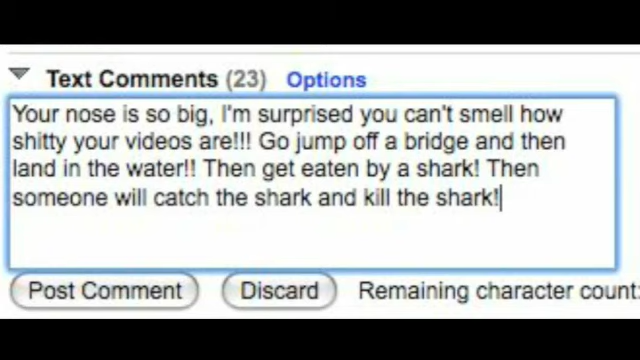 Text Comments (23) Options
Your nose is so big, I'm surprised you can't smell how
shitty your videos are!!! Go jump off a bridge and then
land in the water!! Then get eaten by a shark! Then
someone will catch the shark and kill the shark!
Post Comment Discard Remaining character count: